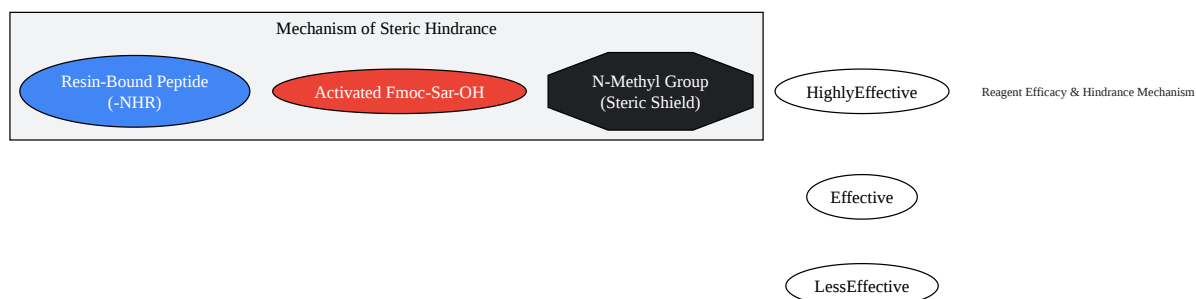 Mechanism of Steric Hindrance
Resin-Bound Peptide
(-NHR)
Activated Fmoc-Sar-OH
N-Methyl Group
(Steric Shield)
HighlyEffective
Reagent Efficacy & Hindrance Mechanism
Effective
LessEffective